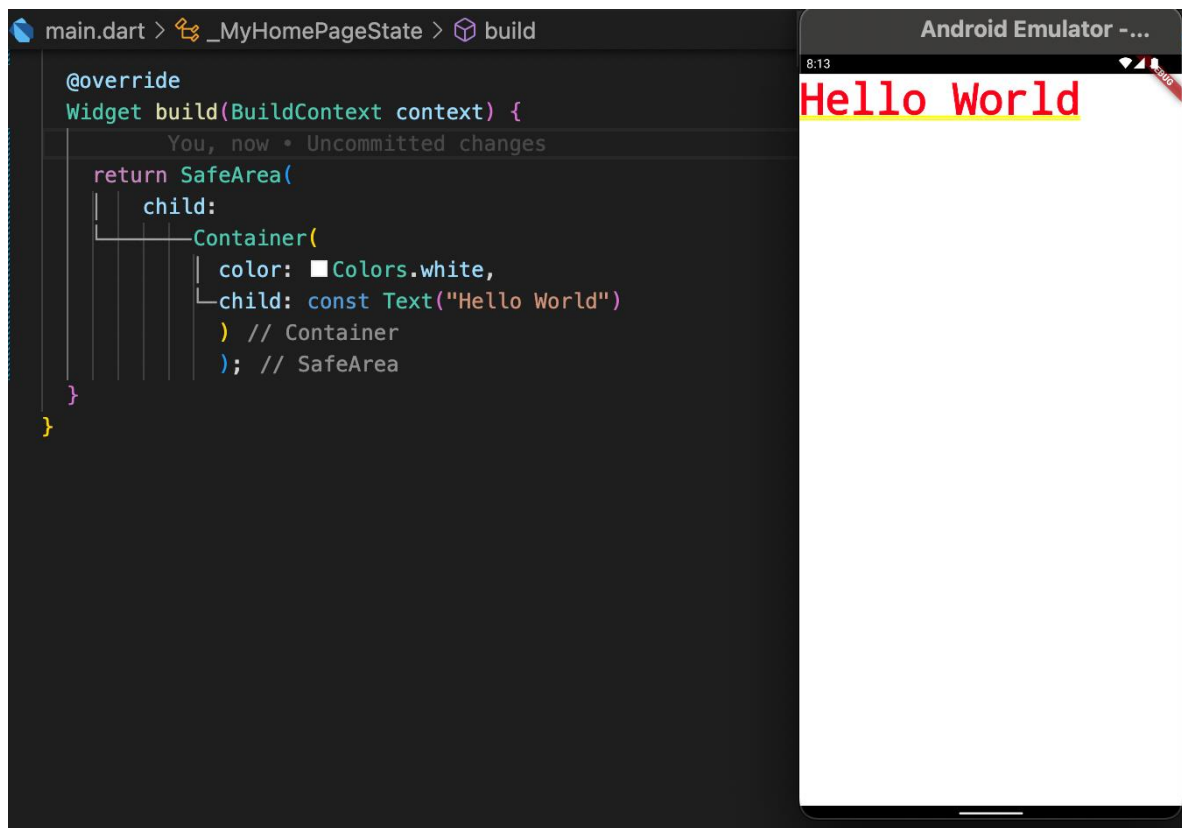 main.dart > _MyHomePageState > build
@override
Widget build(BuildContext context) {
You, now • Uncommitted changes
return SafeArea(
child:
Container(
color: Colors.white,
child: const Text("Hello World")
) // Container
); // SafeArea
}
}
Android Emulator -...
8:13
DEBUG
Hello World